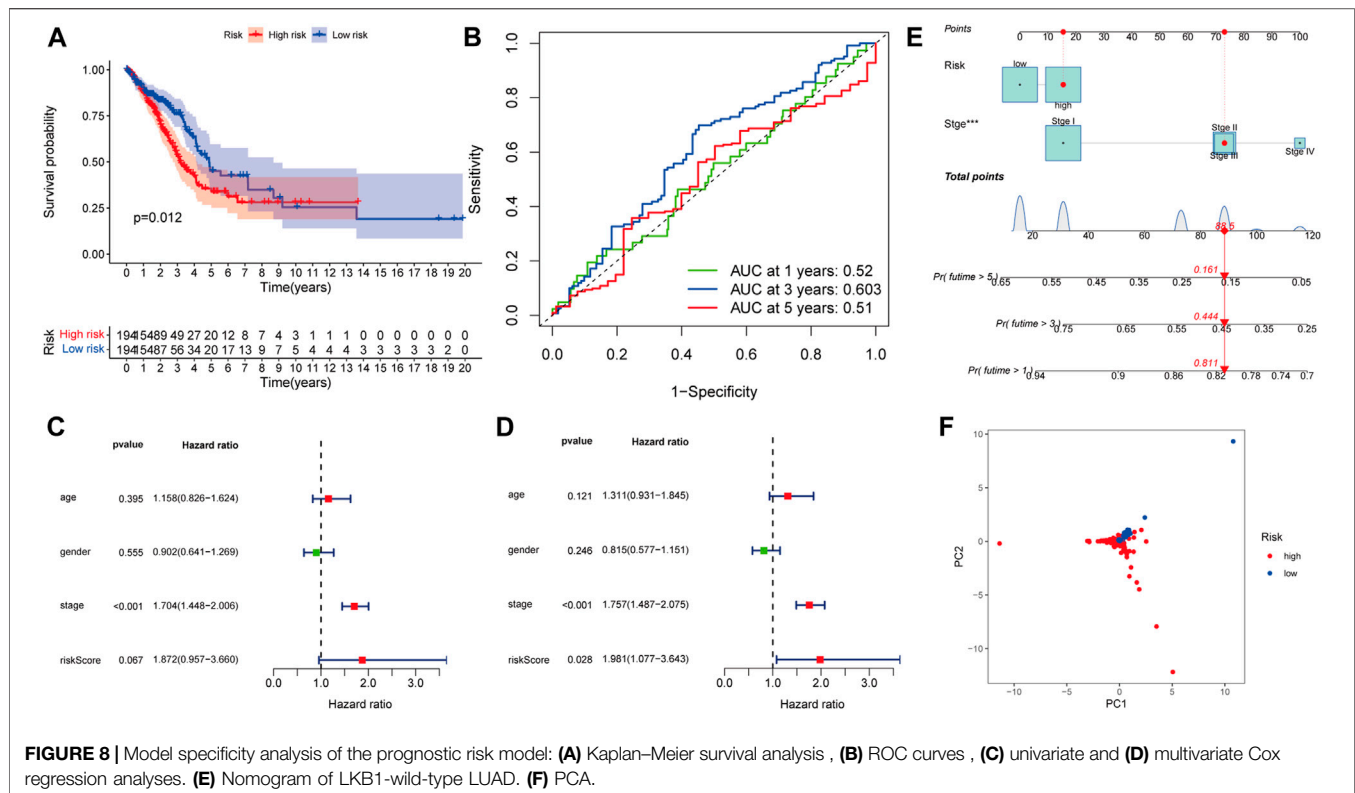 A
Risk High risk Low risk
Survival probability
1.00
0.75
0.50
0.25
0.00
p=0.012
0 1 2 3 4 5 6 7 8 9 10 11 12 13 14 15 16 17 18 19 20
Time(years)
Risk
High risk 194 154 89 49 27 20 12 8 7 4 3 1 1 1 0 0 0 0 0 0 0
Low risk 194 154 87 56 34 20 17 13 9 7 5 4 4 4 3 3 3 3 3 2 0
0 1 2 3 4 5 6 7 8 9 10 11 12 13 14 15 16 17 18 19 20
Time(years)
B
Sensitivity
1.0
0.8
0.6
0.4
0.2
0.0
AUC at 1 years: 0.52
AUC at 3 years: 0.603
AUC at 5 years: 0.51
0.0 0.2 0.4 0.6 0.8 1.0
1-Specificity
E
Points
0 10 20 30 40 50 60 70 80 90 100
Risk
low
high
Stge***
Stge I
Stge II
Stge III
Stge IV
Total points
88.5
20 40 60 80 100 120
0.161
Pr( futime > 5 )
0.65 0.55 0.45 0.35 0.25 0.15 0.05
0.444
Pr( futime > 3 )
0.75 0.65 0.55 0.45 0.35 0.25
0.811
Pr( futime > 1 )
0.94 0.9 0.86 0.82 0.78 0.74 0.7
C
pvalue Hazard ratio
age 0.395 1.158(0.826−1.624)
gender 0.555 0.902(0.641−1.269)
stage <0.001 1.704(1.448−2.006)
riskScore 0.067 1.872(0.957−3.660)
0.0 1.0 2.0 3.0
Hazard ratio
D
pvalue Hazard ratio
age 0.121 1.311(0.931−1.845)
gender 0.246 0.815(0.577−1.151)
stage <0.001 1.757(1.487−2.075)
riskScore 0.028 1.981(1.077−3.643)
0.0 1.0 2.0 3.0
Hazard ratio
F
PC2
10
5
0
−5
−10
−10 −5 0 5 10
PC1
Risk
high
low
FIGURE 8 | Model specificity analysis of the prognostic risk model: (A) Kaplan–Meier survival analysis , (B) ROC curves , (C) univariate and (D) multivariate Cox
regression analyses. (E) Nomogram of LKB1-wild-type LUAD. (F) PCA.